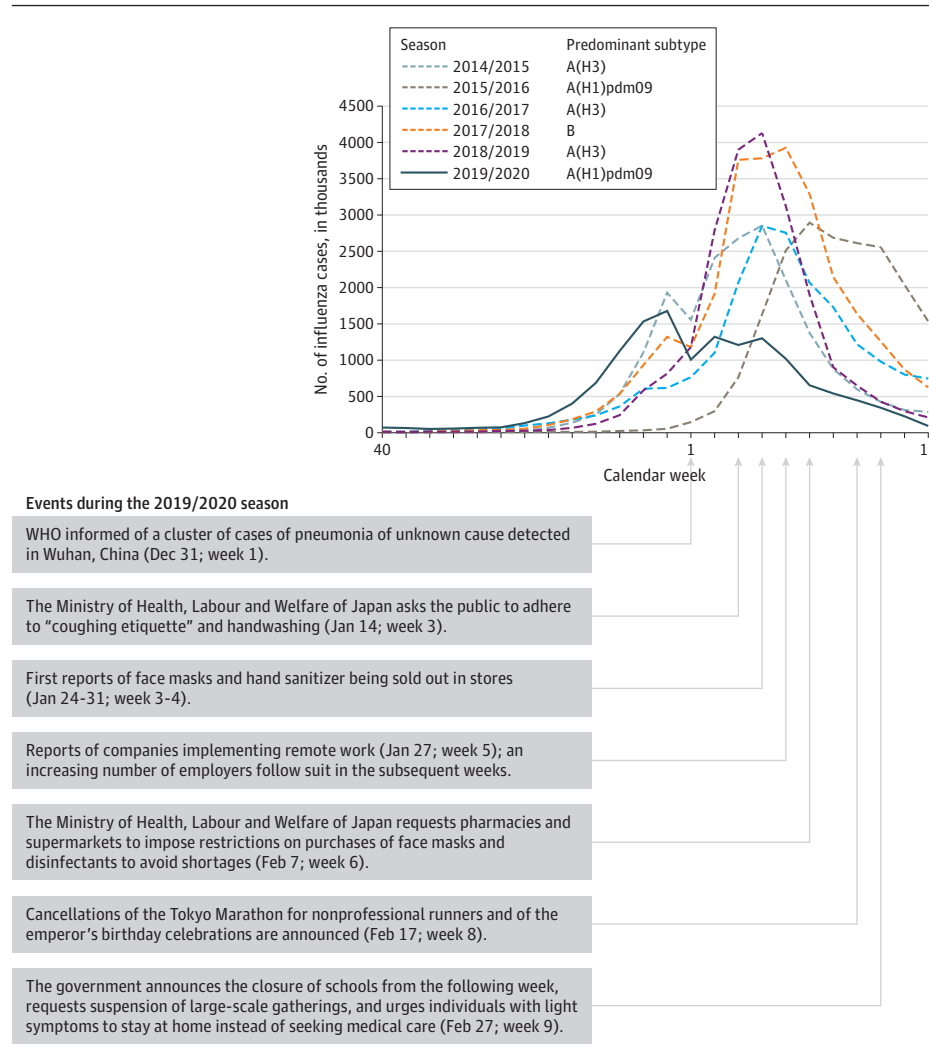 Season Predominant subtype
2014/2015 A(H3)
2015/2016 A(H1)pdm09
2016/2017 A(H3)
2017/2018 B
2018/2019 A(H3)
2019/2020 A(H1)pdm09
No. of influenza cases, in thousands
4500
4000
3500
3000
2500
2000
1500
1000
500
0
40 1 1
Calendar week
Events during the 2019/2020 season
WHO informed of a cluster of cases of pneumonia of unknown cause detected
in Wuhan, China (Dec 31; week 1).
The Ministry of Health, Labour and Welfare of Japan asks the public to adhere
to “coughing etiquette” and handwashing (Jan 14; week 3).
First reports of face masks and hand sanitizer being sold out in stores
(Jan 24-31; week 3-4).
Reports of companies implementing remote work (Jan 27; week 5); an
increasing number of employers follow suit in the subsequent weeks.
The Ministry of Health, Labour and Welfare of Japan requests pharmacies and
supermarkets to impose restrictions on purchases of face masks and
disinfectants to avoid shortages (Feb 7; week 6).
Cancellations of the Tokyo Marathon for nonprofessional runners and of the
emperor’s birthday celebrations are announced (Feb 17; week 8).
The government announces the closure of schools from the following week,
requests suspension of large-scale gatherings, and urges individuals with light
symptoms to stay at home instead of seeking medical care (Feb 27; week 9).